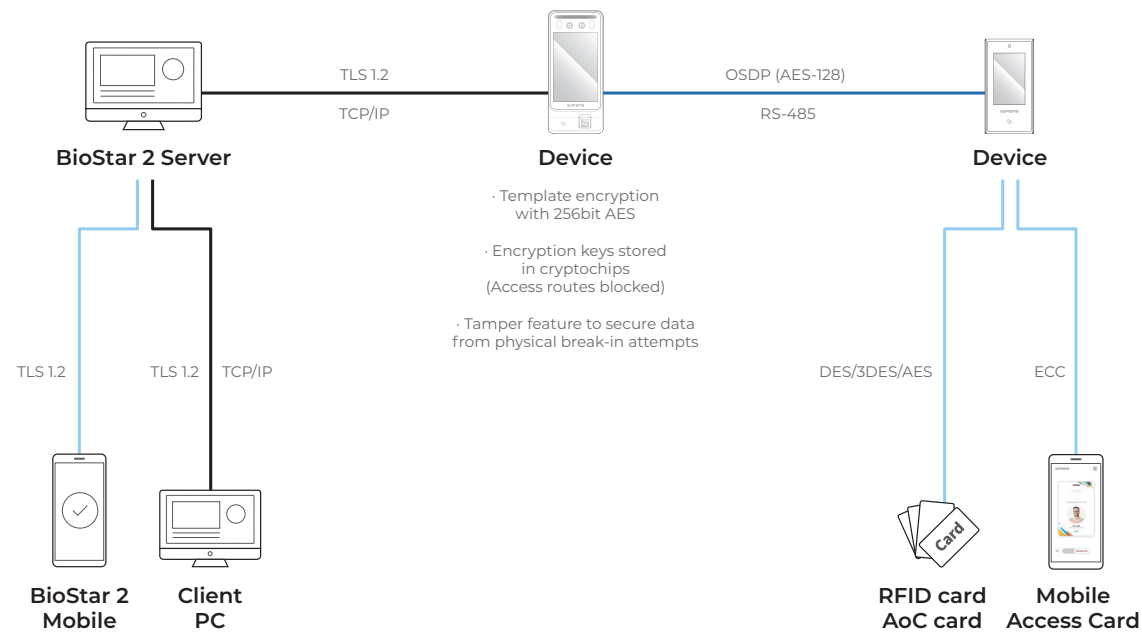 TLS 1.2
TCP/IP
OSDP (AES-128)
RS-485
suprema
suprema
BioStar 2 Server
Device
Device
· Template encryption
with 256bit AES
· Encryption keys stored
in cryptochips
(Access routes blocked)
· Tamper feature to secure data
from physical break-in attempts
TLS 1.2
TLS 1.2
TCP/IP
DES/3DES/AES
ECC
suprema
Card
BioStar 2
Mobile
Client
PC
RFID card
AoC card
Mobile
Access Card